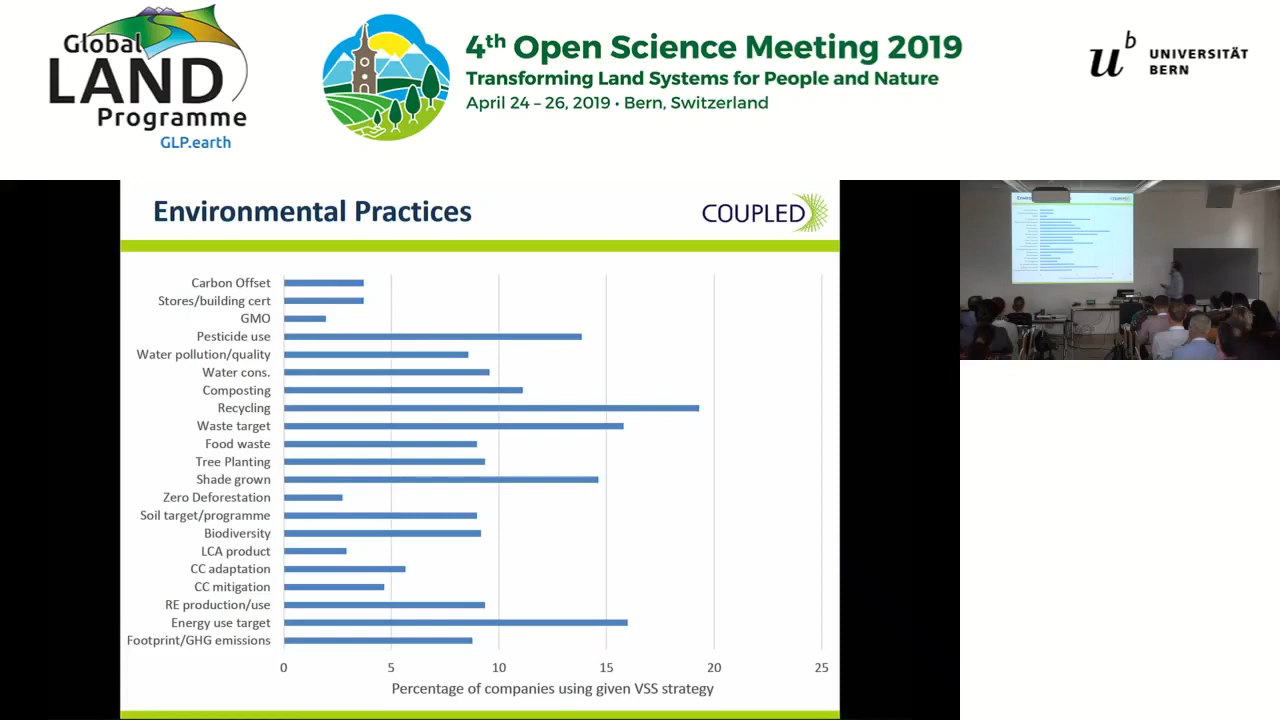 Global
LAND
Programme
GLP.earth
4th Open Science Meeting 2019
Transforming Land Systems for People and Nature
April 24 – 26, 2019 • Bern, Switzerland
u b
UNIVERSITÄT
BERN
Environmental Practices
COUPLED
Carbon Offset
Stores/building cert
GMO
Pesticide use
Water pollution/quality
Water cons.
Composting
Recycling
Waste target
Food waste
Tree Planting
Shade grown
Zero Deforestation
Soil target/programme
Biodiversity
LCA product
CC adaptation
CC mitigation
RE production/use
Energy use target
Footprint/GHG emissions
0 5 10 15 20 25
Percentage of companies using given VSS strategy